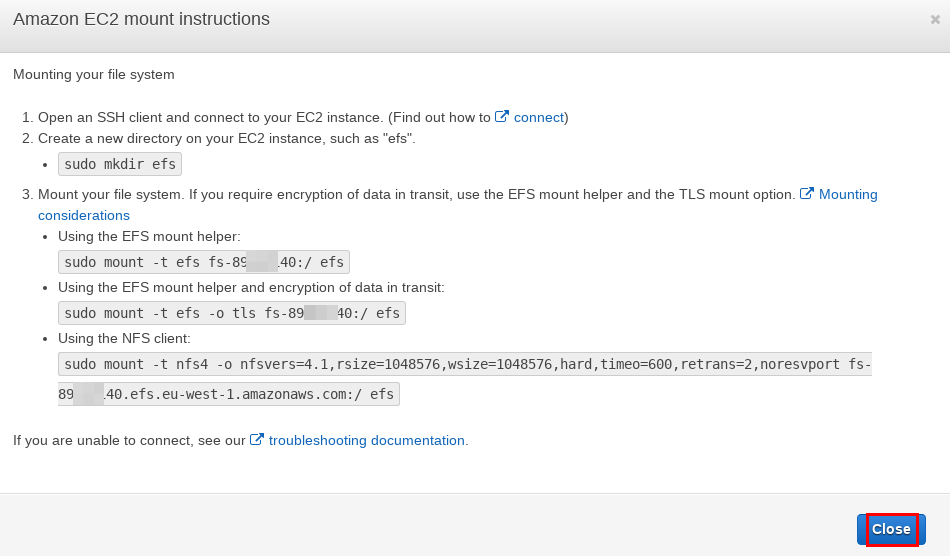 Amazon EC2 mount instructions
Mounting your file system
1. Open an SSH client and connect to your EC2 instance. (Find out how to connect)
2. Create a new directory on your EC2 instance, such as "efs".
• sudo mkdir efs
3. Mount your file system. If you require encryption of data in transit, use the EFS mount helper and the TLS mount option. Mounting
considerations
• Using the EFS mount helper:
sudo mount -t efs fs-89 40:/ efs
• Using the EFS mount helper and encryption of data in transit:
sudo mount -t efs -o tls fs-89 40:/ efs
• Using the NFS client:
sudo mount -t nfs4 -o nfsvers=4.1,rsize=1048576,wsize=1048576,hard,timeo=600,retrans=2,noresvport fs-
89 40.efs.eu-west-1.amazonaws.com:/ efs
If you are unable to connect, see our troubleshooting documentation.
Close